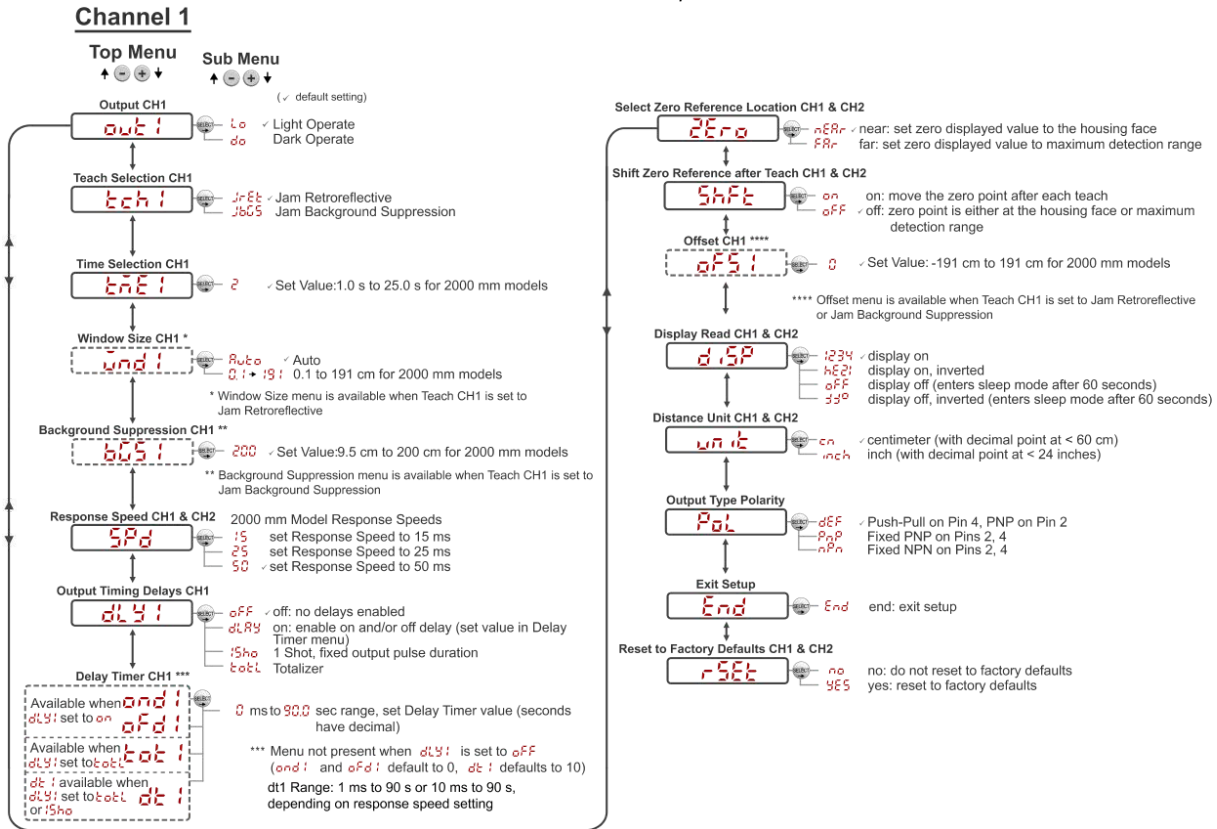 Channel 1
Top Menu
Sub Menu
(✓ default setting)
Output CH1
out1
SELECT
Lo ✓ Light Operate
do Dark Operate
Teach Selection CH1
tch1
SELECT
JrEt ✓ Jam Retroreflective
JbGS Jam Background Suppression
Time Selection CH1
tmE1
SELECT
2 ✓ Set Value:1.0 s to 25.0 s for 2000 mm models
Window Size CH1 *
wnd1
SELECT
Auto ✓ Auto
0.1 → 191 0.1 to 191 cm for 2000 mm models
* Window Size menu is available when Teach CH1 is set to
Jam Retroreflective
Background Suppression CH1 **
bGS1
SELECT
200 ✓ Set Value:9.5 cm to 200 cm for 2000 mm models
** Background Suppression menu is available when Teach CH1 is set to
Jam Background Suppression
Response Speed CH1 & CH2
SPd
SELECT
2000 mm Model Response Speeds
15 set Response Speed to 15 ms
25 set Response Speed to 25 ms
50 ✓ set Response Speed to 50 ms
Output Timing Delays CH1
dLY1
SELECT
oFF ✓ off: no delays enabled
dLAY on: enable on and/or off delay (set value in Delay
Timer menu)
1Sho 1 Shot, fixed output pulse duration
totL Totalizer
Delay Timer CH1 ***
Available when ond1
dLY1 set to on oFd1
SELECT
Available when tot1
dLY1 set to totL
dt1 available when
dLY1 set to totL dt1
or 1Sho
0 ms to 90.0 sec range, set Delay Timer value (seconds
have decimal)
*** Menu not present when dLY1 is set to oFF
(ond1 and oFd1 default to 0, dt1 defaults to 10)
dt1 Range: 1 ms to 90 s or 10 ms to 90 s,
depending on response speed setting
Select Zero Reference Location CH1 & CH2
ZEro
SELECT
nEAr ✓ near: set zero displayed value to the housing face
FAr far: set zero displayed value to maximum detection range
Shift Zero Reference after Teach CH1 & CH2
ShFt
SELECT
on on: move the zero point after each teach
oFF ✓ off: zero point is either at the housing face or maximum
detection range
Offset CH1 ****
oFS1
SELECT
0 ✓ Set Value: -191 cm to 191 cm for 2000 mm models
**** Offset menu is available when Teach CH1 is set to Jam Retroreflective
or Jam Background Suppression
Display Read CH1 & CH2
diSP
SELECT
1234 ✓ display on
hEZ1 display on, inverted
oFF display off (enters sleep mode after 60 seconds)
display off, inverted (enters sleep mode after 60 seconds)
Distance Unit CH1 & CH2
unit
SELECT
cn ✓ centimeter (with decimal point at < 60 cm)
inch inch (with decimal point at < 24 inches)
Output Type Polarity
PoL
SELECT
dEF ✓ Push-Pull on Pin 4, PNP on Pin 2
PnP Fixed PNP on Pins 2, 4
nPn Fixed NPN on Pins 2, 4
Exit Setup
End
SELECT
End end: exit setup
Reset to Factory Defaults CH1 & CH2
rSEt
SELECT
no no: do not reset to factory defaults
YES yes: reset to factory defaults